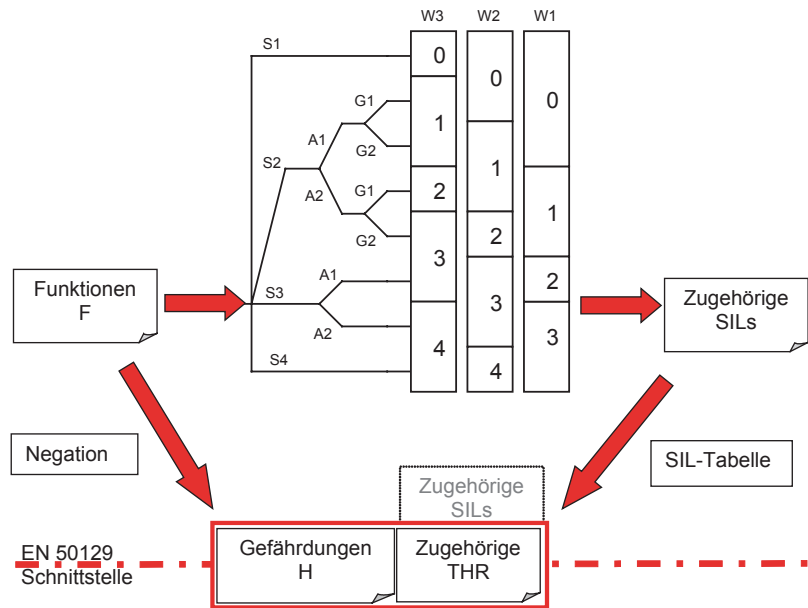 W3 W2 W1
S1
0
0
0
G1
1
A1
G2
S2
1
A2
G1
2
1
G2
2
3
Funktionen
F
S3
A1
2
Zugehörige
SILs
A2
3
3
4
S4
4
Negation
SIL-Tabelle
Zugehörige
SILs
EN 50129
Schnittstelle
Gefährdungen
H
Zugehörige
THR